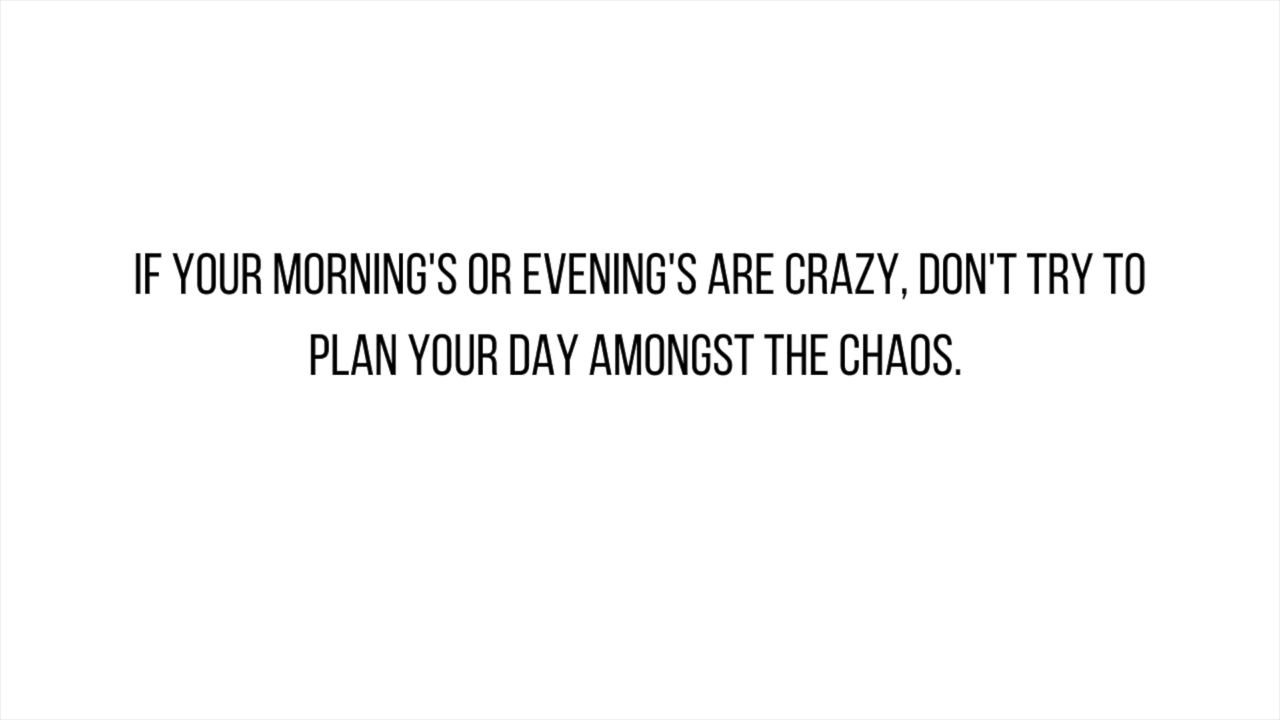 IF YOUR MORNING'S OR EVENING'S ARE CRAZY, DON'T TRY TO
PLAN YOUR DAY AMONGST THE CHAOS.